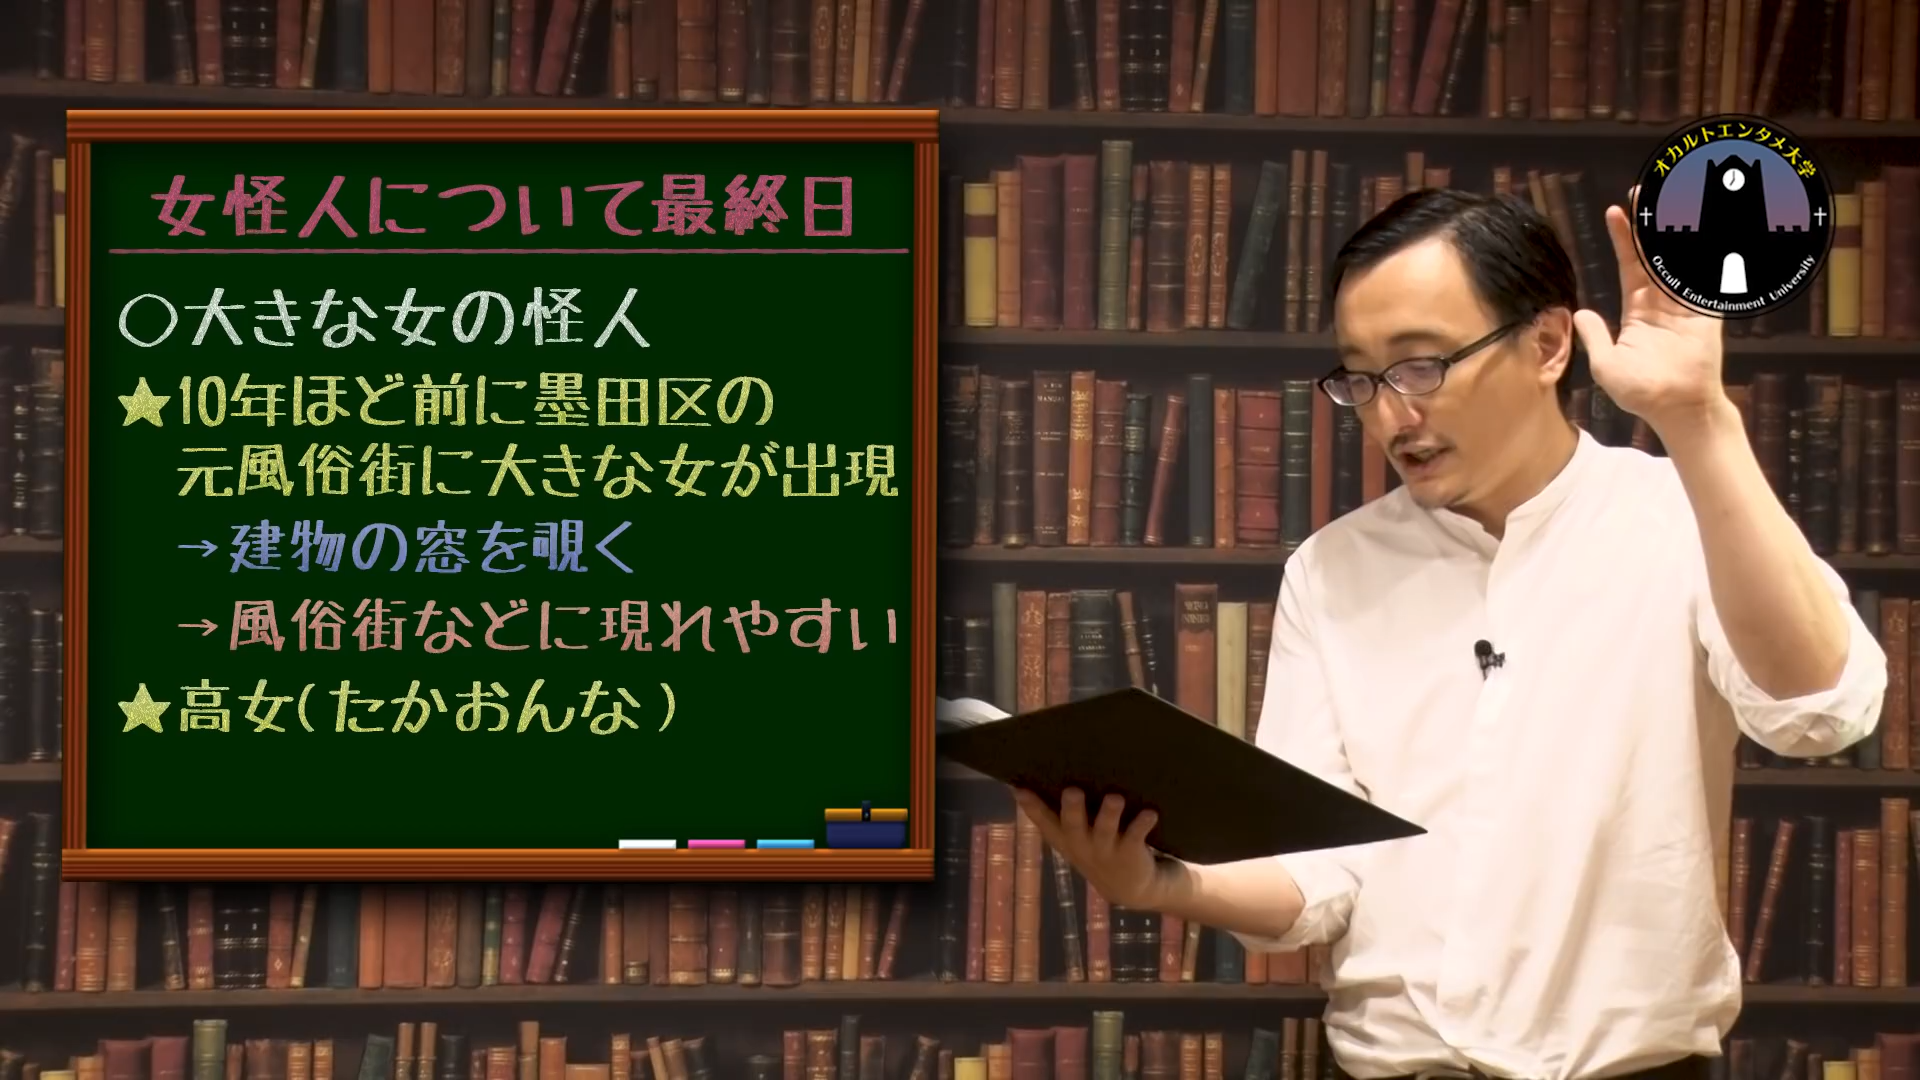 女怪人について最終日
○大きな女の怪人
★10年ほど前に墨田区の
元風俗街に大きな女が出現
→建物の窓を覗く
→風俗街などに現れやすい
★高女(たかおんな)
オカルトエンタメ大学
Occult Entertainment University